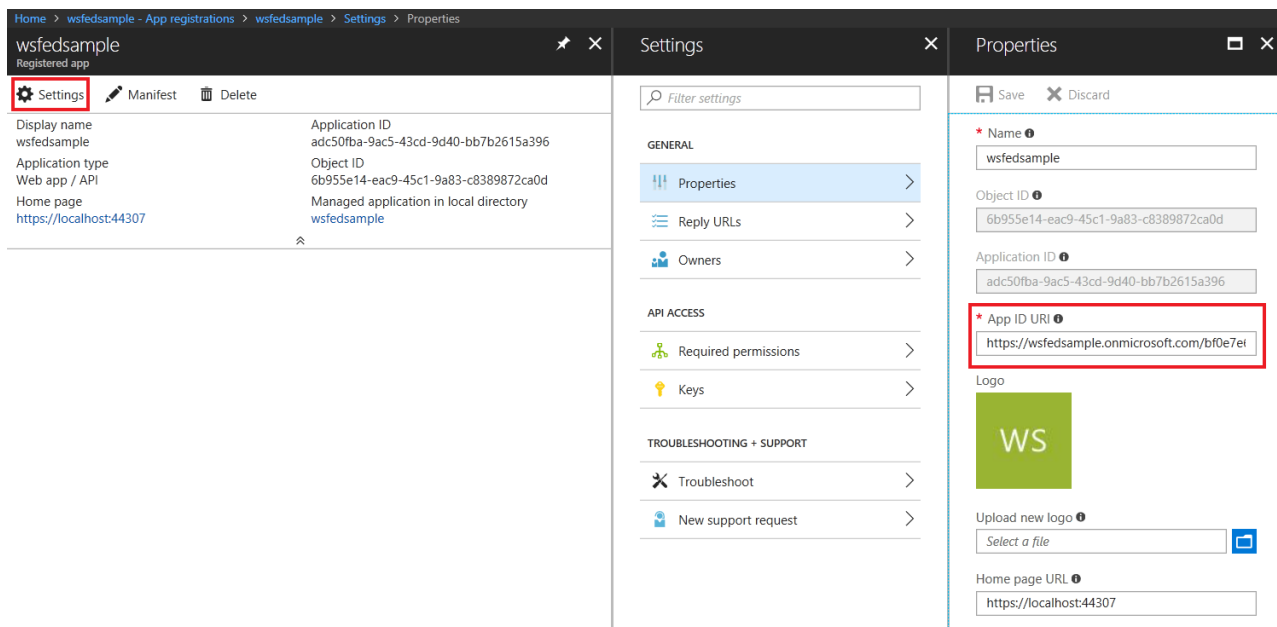 Home > wsfedsample - App registrations > wsfedsample > Settings > Properties
wsfedsample
Registered app
Settings Manifest Delete
Display name
wsfedsample
Application type
Web app / API
Home page
https://localhost:44307
Application ID
adc50fba-9ac5-43cd-9d40-bb7b2615a396
Object ID
6b955e14-eac9-45c1-9a83-c8389872ca0d
Managed application in local directory
wsfedsample
Settings
Filter settings
GENERAL
Properties
Reply URLs
Owners
API ACCESS
Required permissions
Keys
TROUBLESHOOTING + SUPPORT
Troubleshoot
New support request
Properties
Save Discard
* Name
wsfedsample
Object ID
6b955e14-eac9-45c1-9a83-c8389872ca0d
Application ID
adc50fba-9ac5-43cd-9d40-bb7b2615a396
* App ID URI
https://wsfedsample.onmicrosoft.com/bf0e7e
Logo
WS
Upload new logo
Select a file
Home page URL
https://localhost:44307